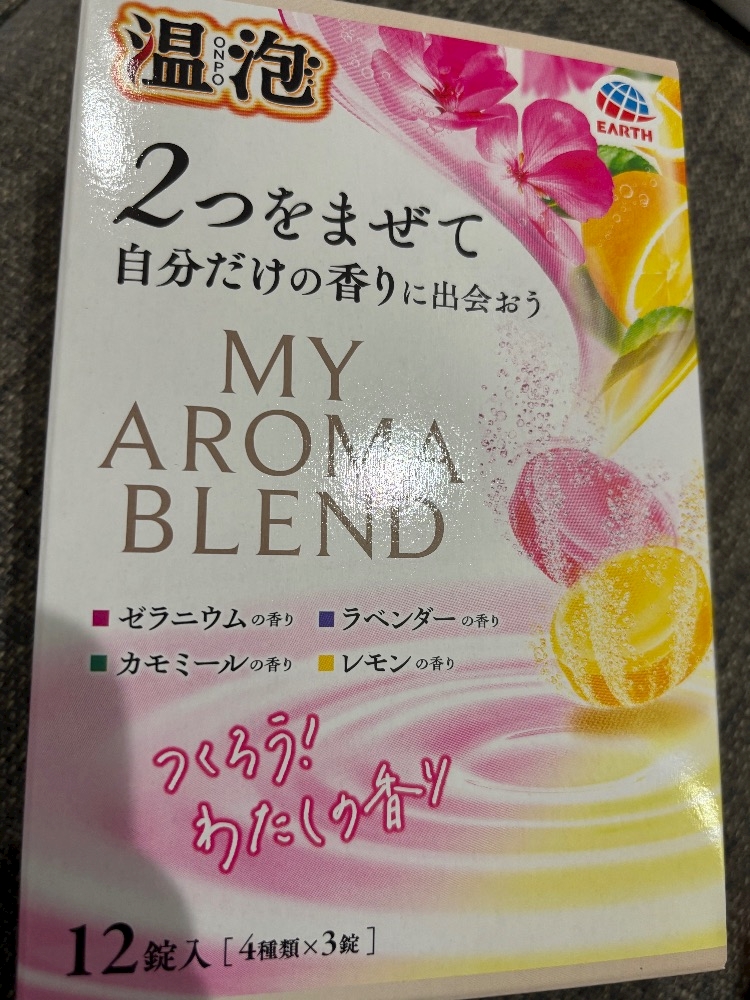 温泡
ONPO
EARTH
2つをまぜて
自分だけの香りに出会おう
MY
AROMA
BLEND
ゼラニウムの香り ラベンダーの香り
カモミールの香り レモンの香り
つくろう!
わたしの香り
12錠入[4種類×3錠]